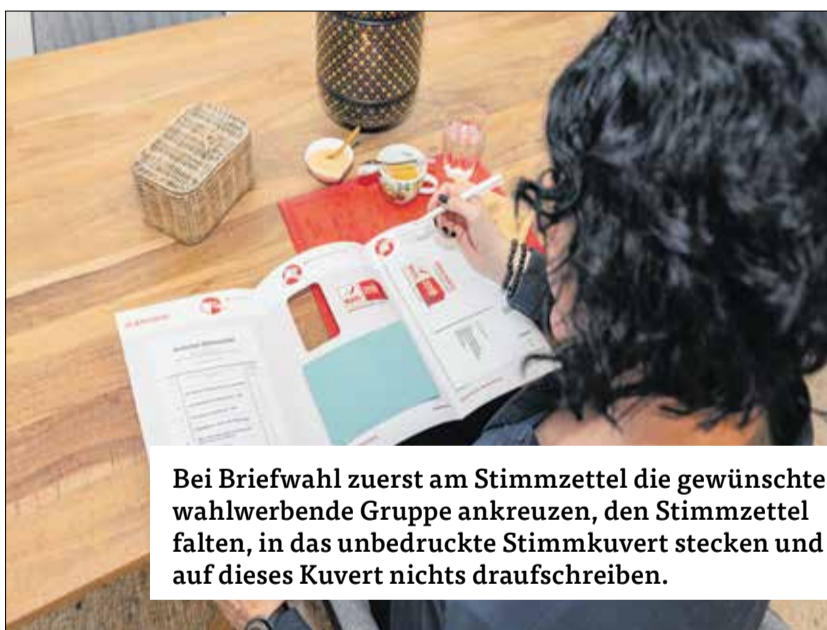 Bei Briefwahl zuerst am Stimmzettel die gewünschte
wahlwerbende Gruppe ankreuzen, den Stimmzettel
falten, in das unbedruckte Stimmkuvert stecken und
auf dieses Kuvert nichts draufschreiben.